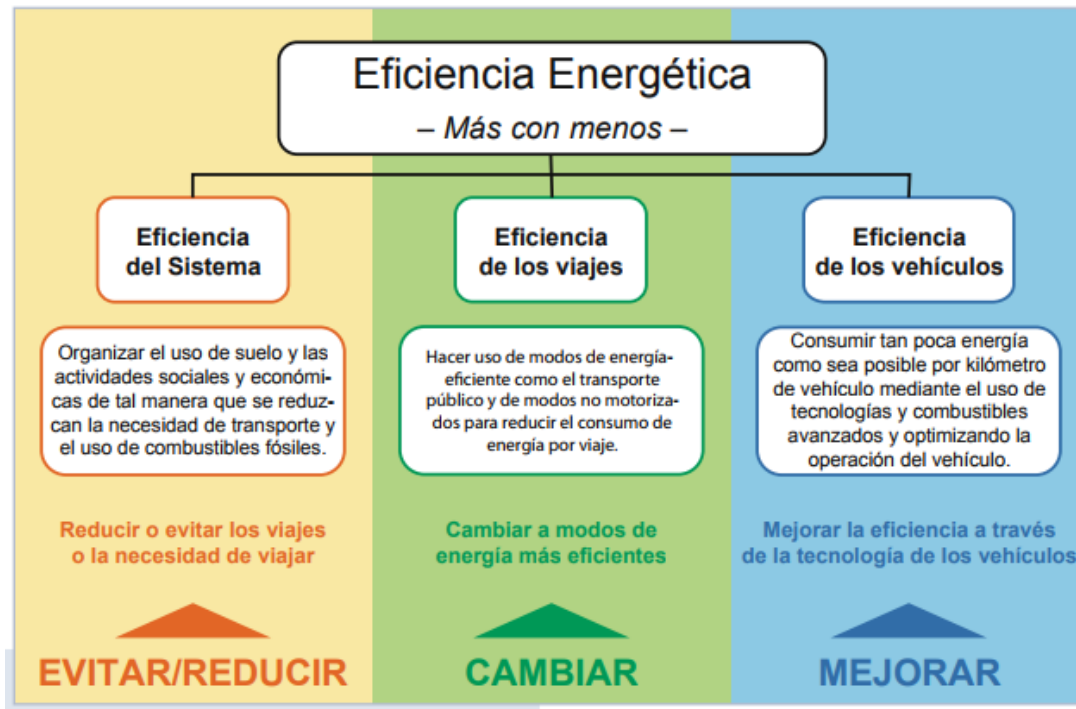 Eficiencia Energética
– Más con menos –
Eficiencia
del Sistema
Organizar el uso de suelo y las
actividades sociales y económi-
cas de tal manera que se reduz-
can la necesidad de transporte y
el uso de combustibles fósiles.
Reducir o evitar los viajes
o la necesidad de viajar
EVITAR/REDUCIR
Eficiencia
de los viajes
Hacer uso de modos de energía-
eficiente como el transporte
público y de modos no motoriza-
dos para reducir el consumo de
energía por viaje.
Cambiar a modos de
energía más eficientes
CAMBIAR
Eficiencia
de los vehículos
Consumir tan poca energía
como sea posible por kilómetro
de vehículo mediante el uso de
tecnologías y combustibles
avanzados y optimizando la
operación del vehículo.
Mejorar la eficiencia a través
de la tecnología de los vehículos
MEJORAR